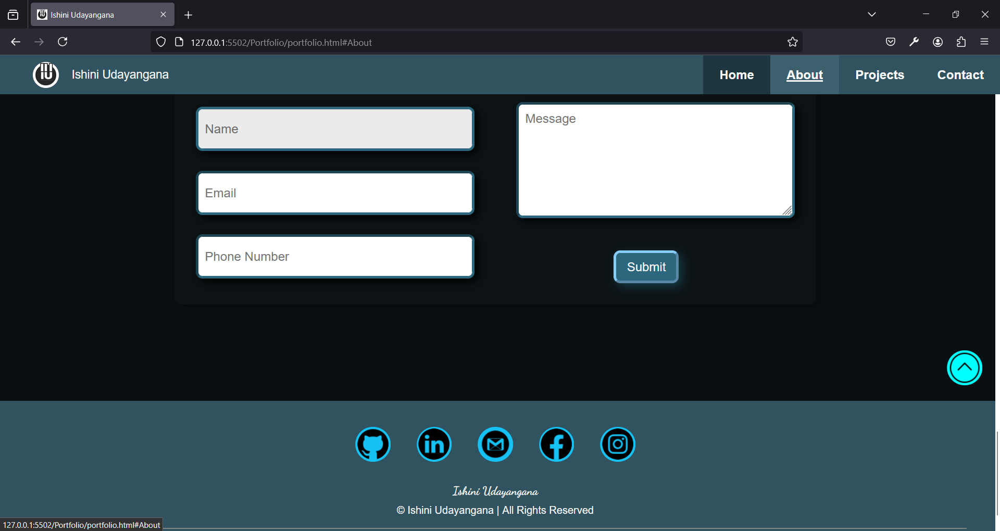 Ishini Udayangana
127.0.0.1:5502/Portfolio/portfolio.html#About
IU
Ishini Udayangana
Home
About
Projects
Contact
Name
Message
Email
Phone Number
Submit
in
Ishini Udayangana
© Ishini Udayangana | All Rights Reserved
127.0.0.1:5502/Portfolio/portfolio.html#About